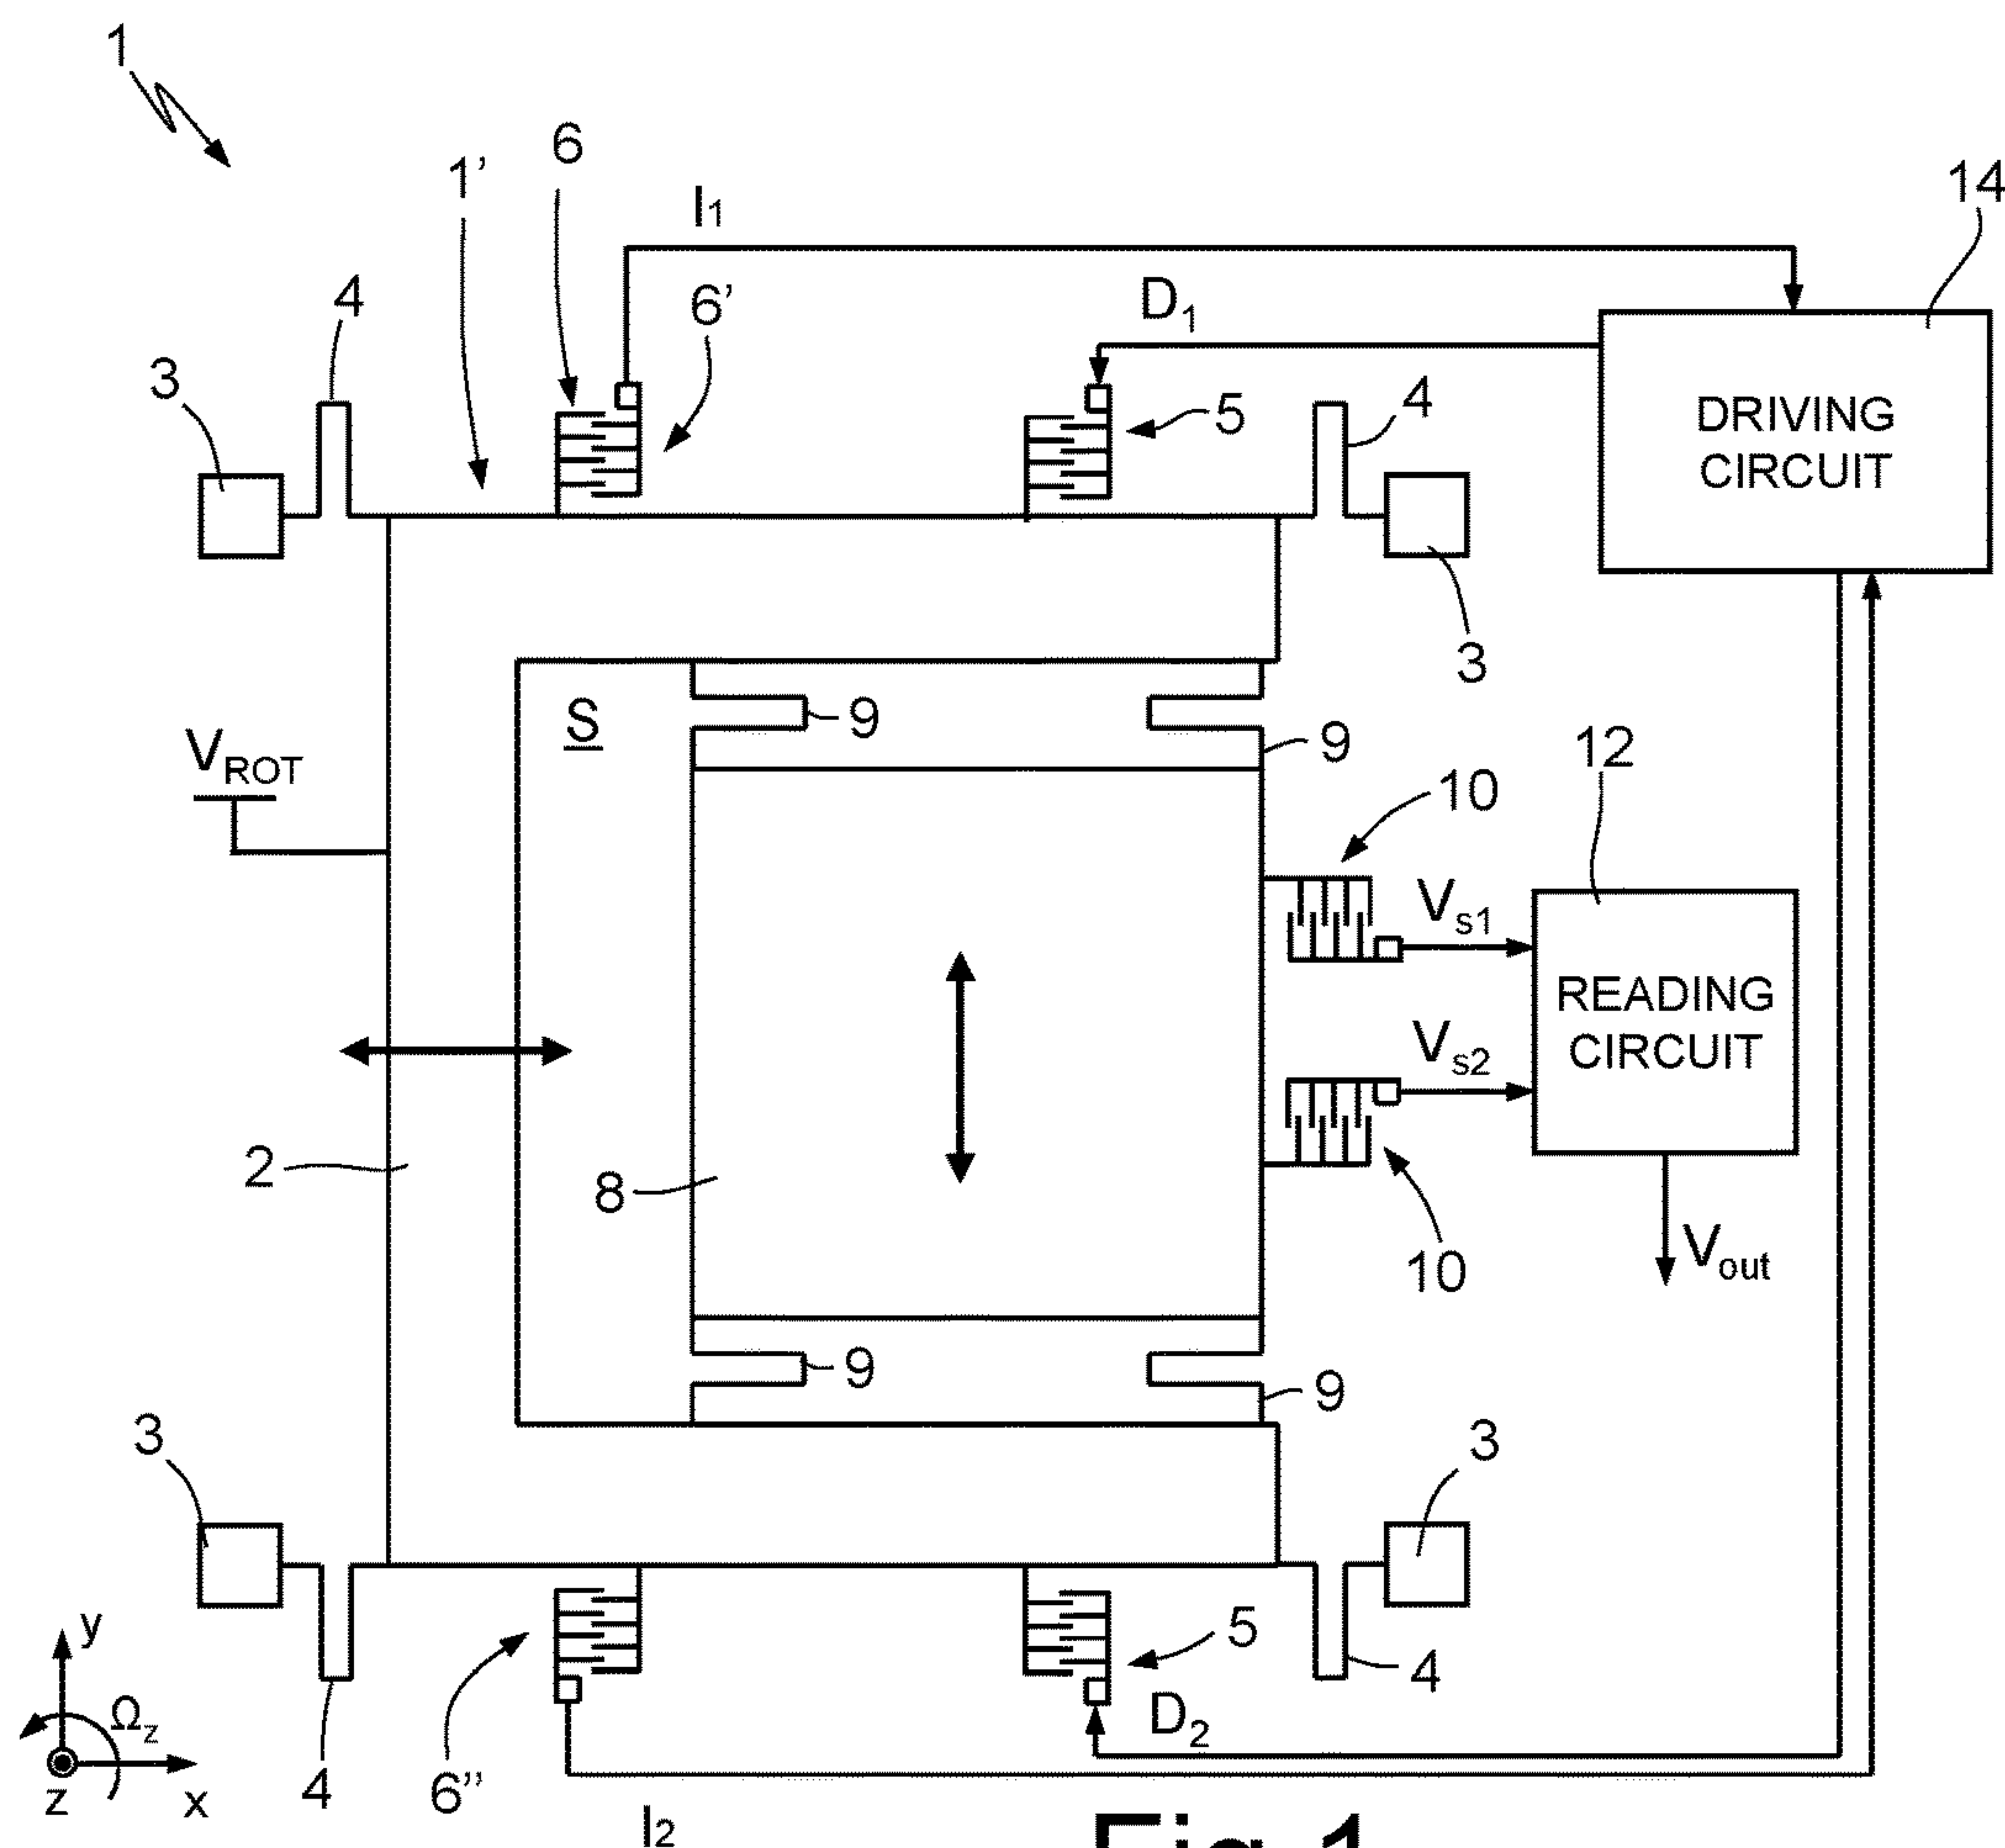 1
1'
6
I1
14
4
6'
D1
3
5
4
DRIVING
CIRCUIT
3
S
9
9
VROT
12
10
Vs1
READING
CIRCUIT
Vs2
2
8
10
Vout
9
9
3
3
y
Ωz
5
4
D2
z
x
4
6''
I2
Fig.1